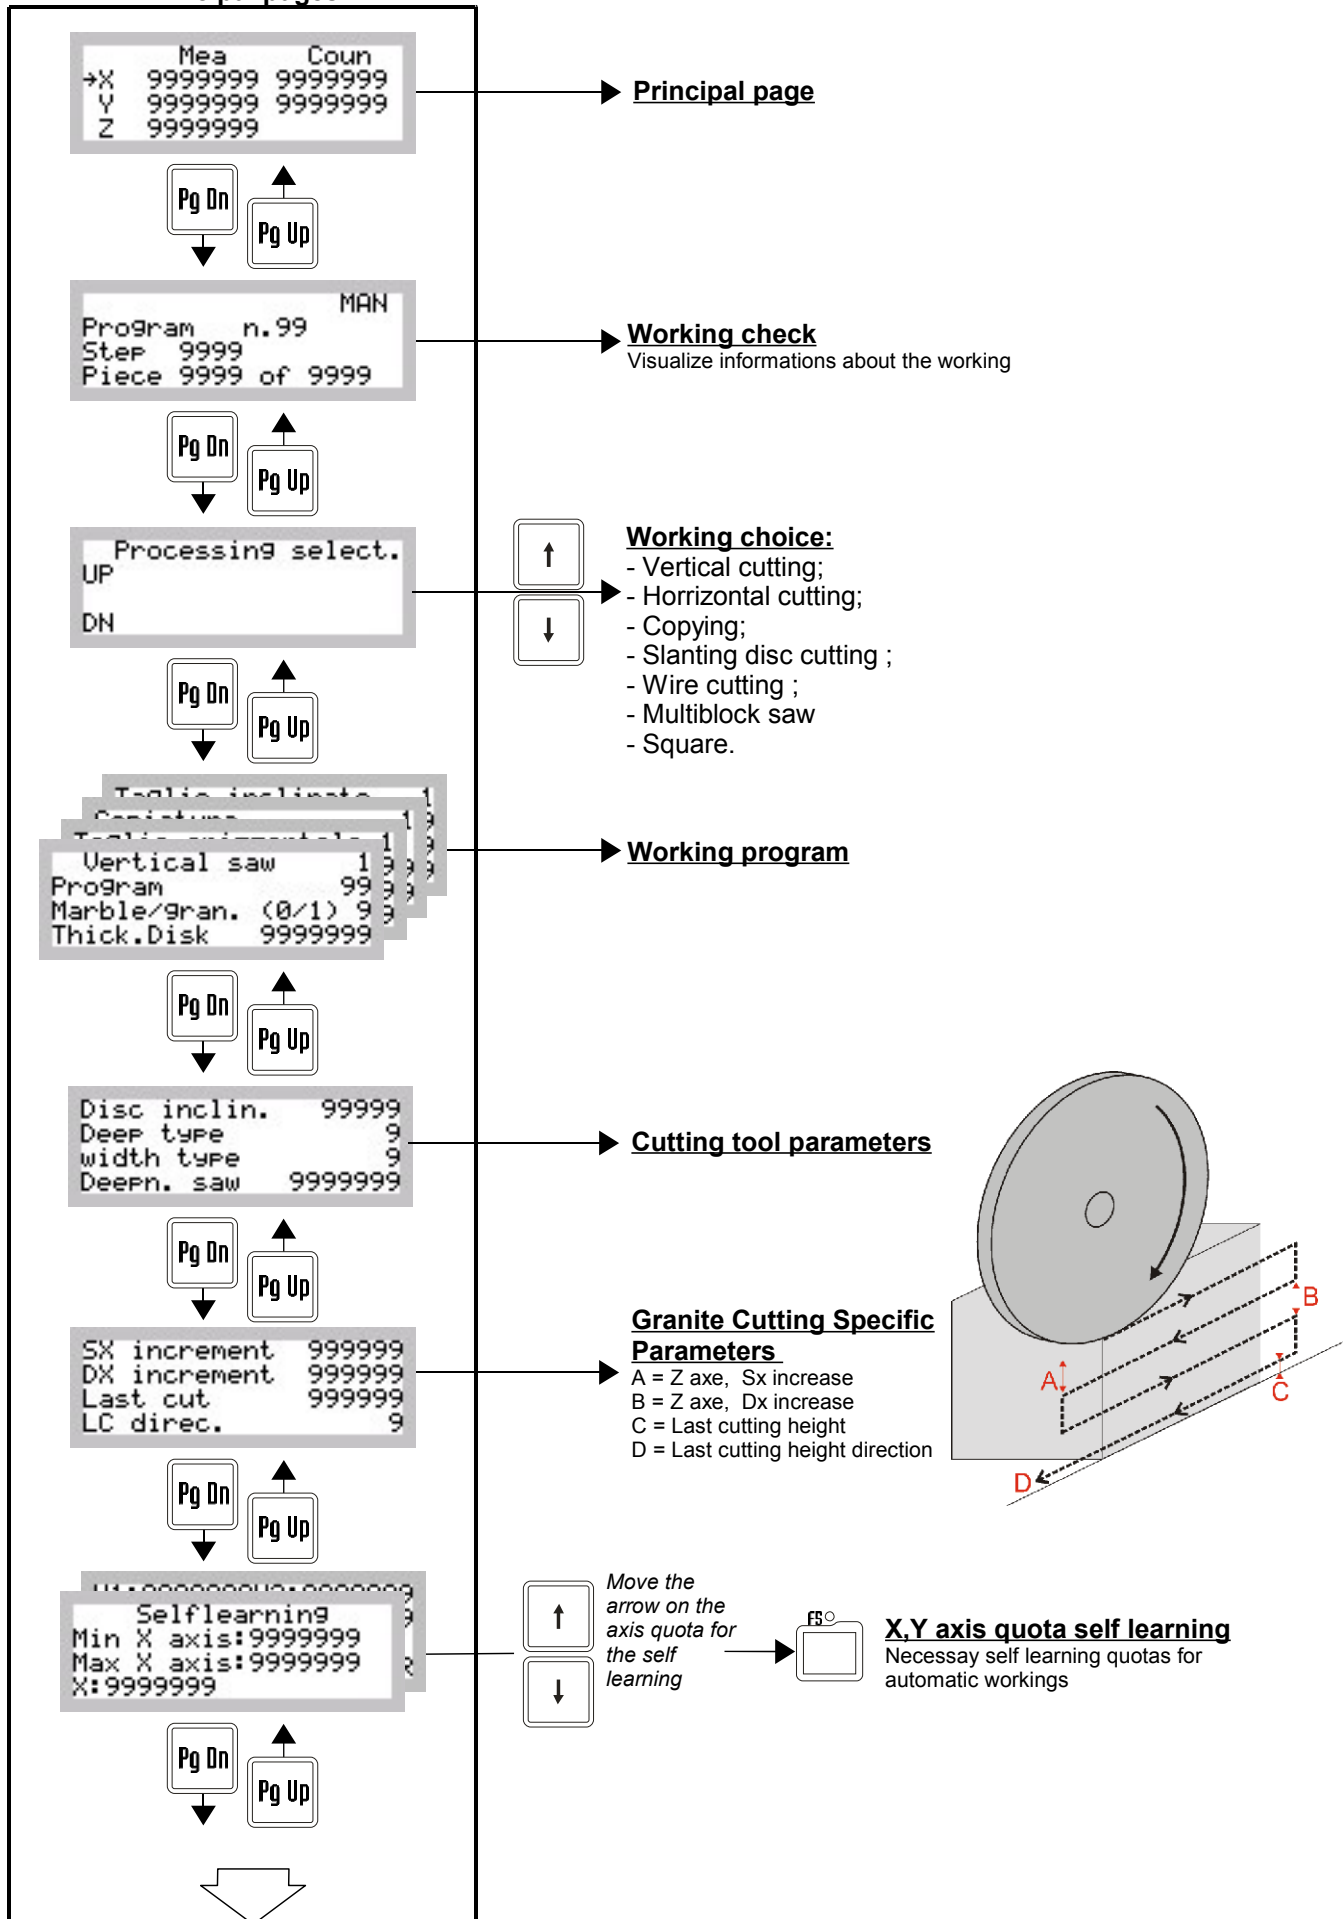 Mea Coun
→X 9999999 9999999
Y 9999999 9999999
Z 9999999
Principal page
Pg Dn
Pg Up
MAN
Program n.99
Step 9999
Piece 9999 of 9999
Working check
Visualize informations about the working
Pg Dn
Pg Up
Processing select.
UP
DN
↑
↓
Working choice:
- Vertical cutting;
- Horrizontal cutting;
- Copying;
- Slanting disc cutting ;
- Wire cutting ;
- Multiblock saw
- Square.
Pg Dn
Pg Up
Vertical saw 1
Program 99
Marble/gran. (0/1) 9
Thick.Disk 9999999
Working program
Pg Dn
Pg Up
Disc inclin. 99999
Deep type 9
width type 9
Deepn. saw 9999999
Cutting tool parameters
Pg Dn
Pg Up
SX increment 999999
DX increment 999999
Last cut 999999
LC direc. 9
Granite Cutting Specific
Parameters
A = Z axe, Sx increase
B = Z axe, Dx increase
C = Last cutting height
D = Last cutting height direction
A
B
C
D
Pg Dn
Pg Up
Selflearning
Min X axis:9999999
Max X axis:9999999
X:9999999
↑
↓
Move the
arrow on the
axis quota for
the self
learning
F5
X,Y axis quota self learning
Necessay self learning quotas for
automatic workings
Pg Dn
Pg Up